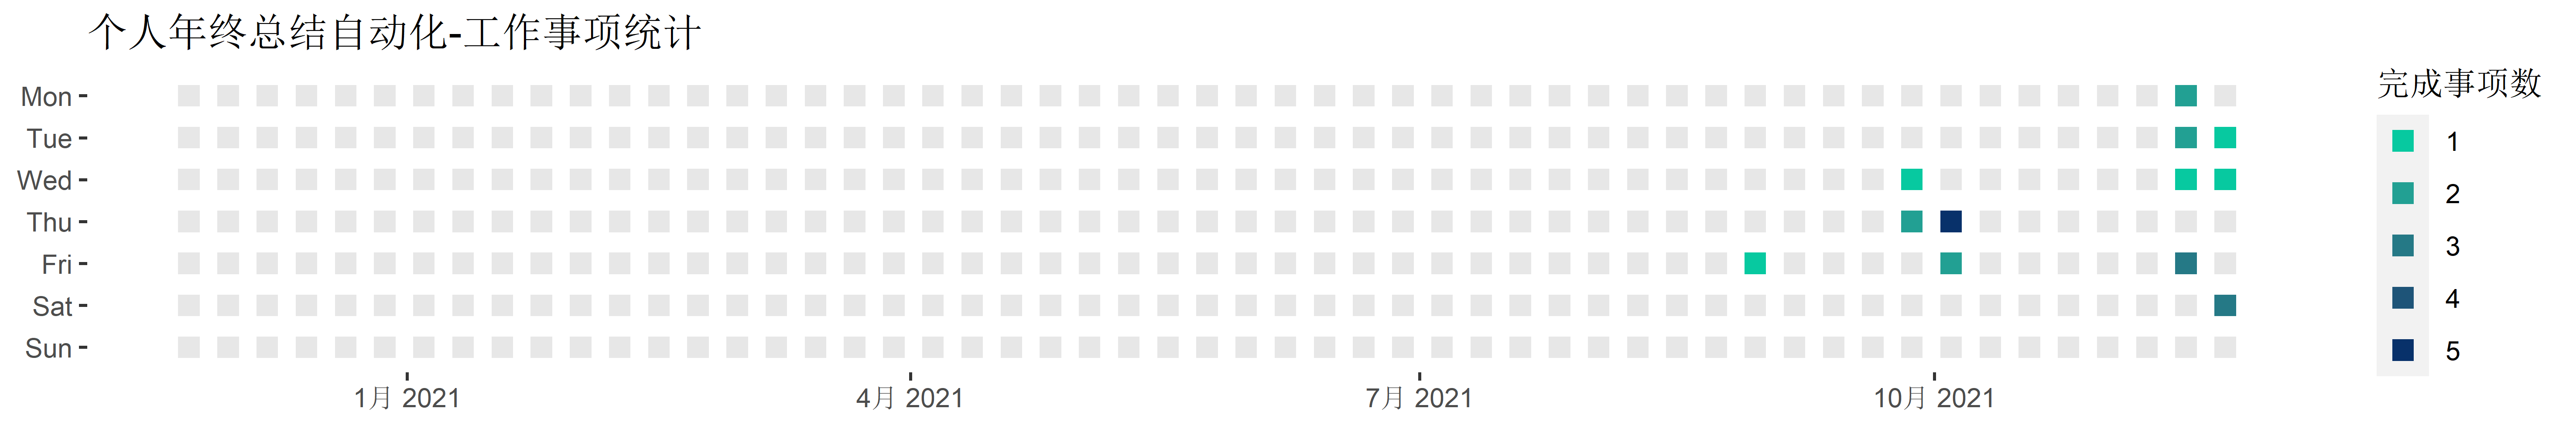 个人年终总结自动化-工作事项统计
Mon
Tue
Wed
Thu
Fri
Sat
Sun
1月 2021
4月 2021
7月 2021
10月 2021
完成事项数
1
2
3
4
5